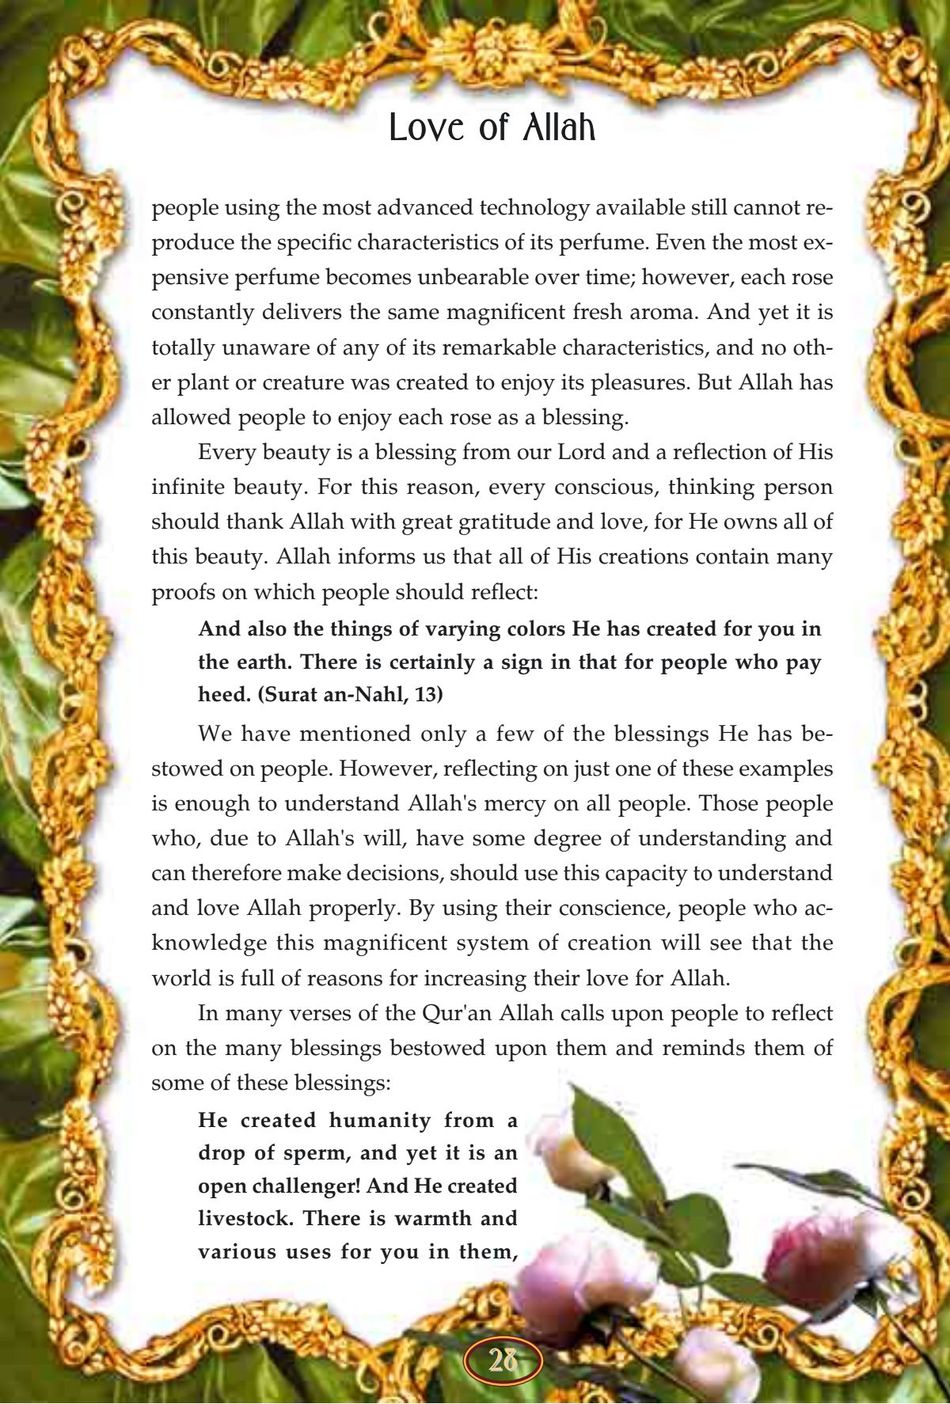 Love of Allah
people using the most advanced technology available still cannot re-
produce the specific characteristics of its perfume. Even the most ex-
pensive perfume becomes unbearable over time; however, each rose
constantly delivers the same magnificent fresh aroma. And yet it is
totally unaware of any of its remarkable characteristics, and no oth-
er plant or creature was created to enjoy its pleasures. But Allah has
allowed people to enjoy each rose as a blessing.
Every beauty is a blessing from our Lord and a reflection of His
infinite beauty. For this reason, every conscious, thinking person
should thank Allah with great gratitude and love, for He owns all of
this beauty. Allah informs us that all of His creations contain many
proofs on which people should reflect:
And also the things of varying colors He has created for you in
the earth. There is certainly a sign in that for people who pay
heed. (Surat an-Nahl, 13)
We have mentioned only a few of the blessings He has be-
stowed on people. However, reflecting on just one of these examples
is enough to understand Allah's mercy on all people. Those people
who, due to Allah's will, have some degree of understanding and
can therefore make decisions, should use this capacity to understand
and love Allah properly. By using their conscience, people who ac-
knowledge this magnificent system of creation will see that the
world is full of reasons for increasing their love for Allah.
In many verses of the Qur'an Allah calls upon people to reflect
on the many blessings bestowed upon them and reminds them of
some of these blessings:
He created humanity from a
drop of sperm, and yet it is an
open challenger! And He created
livestock. There is warmth and
various uses for you in them,
28